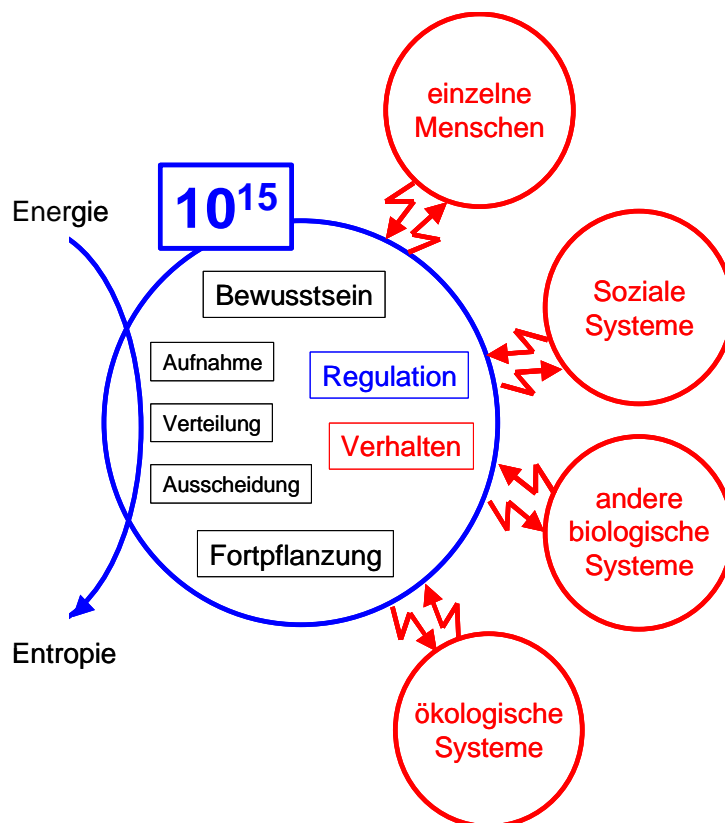 einzelne
Menschen
10¹⁵
Energie
Bewusstsein
Soziale
Systeme
Aufnahme
Regulation
Verteilung
Verhalten
Ausscheidung
andere
biologische
Systeme
Fortpflanzung
Entropie
ökologische
Systeme